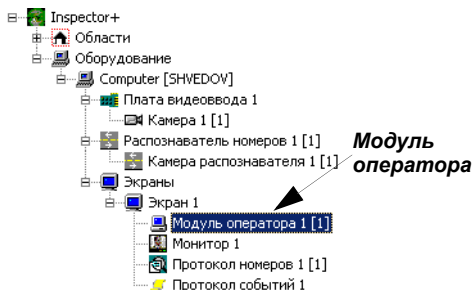 Inspector+
Области
Оборудование
Computer [SHVEDOV]
Плата видеоввода 1
Камера 1 [1]
Распознаватель номеров 1 [1]
Камера распознавателя 1 [1]
Модуль
оператора
Экраны
Экран 1
Модуль оператора 1 [1]
Монитор 1
Протокол номеров 1 [1]
Протокол событий 1